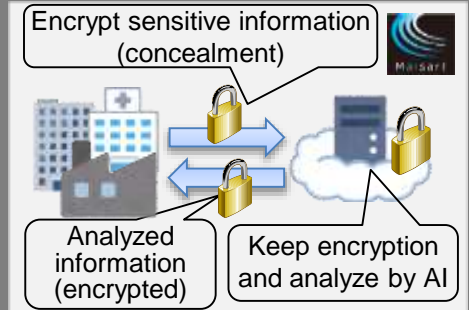 Encrypt sensitive information
(concealment)
Maisart
Analyzed
information
(encrypted)
Keep encryption
and analyze by AI